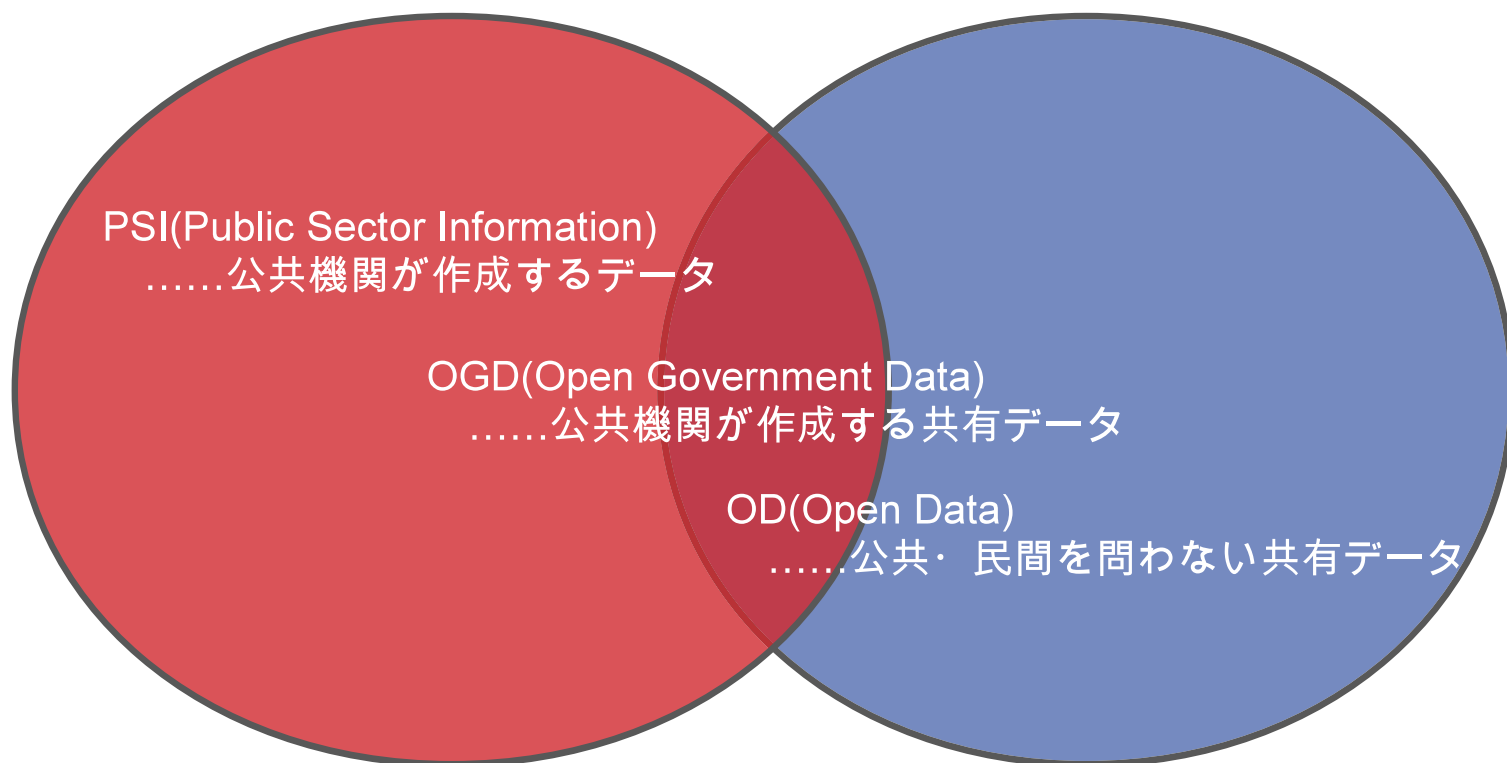 PSI(Public Sector Information)
……公共機関が作成するデータ
OGD(Open Government Data)
……公共機関が作成する共有データ
OD(Open Data)
……公共・民間を問わない共有データ